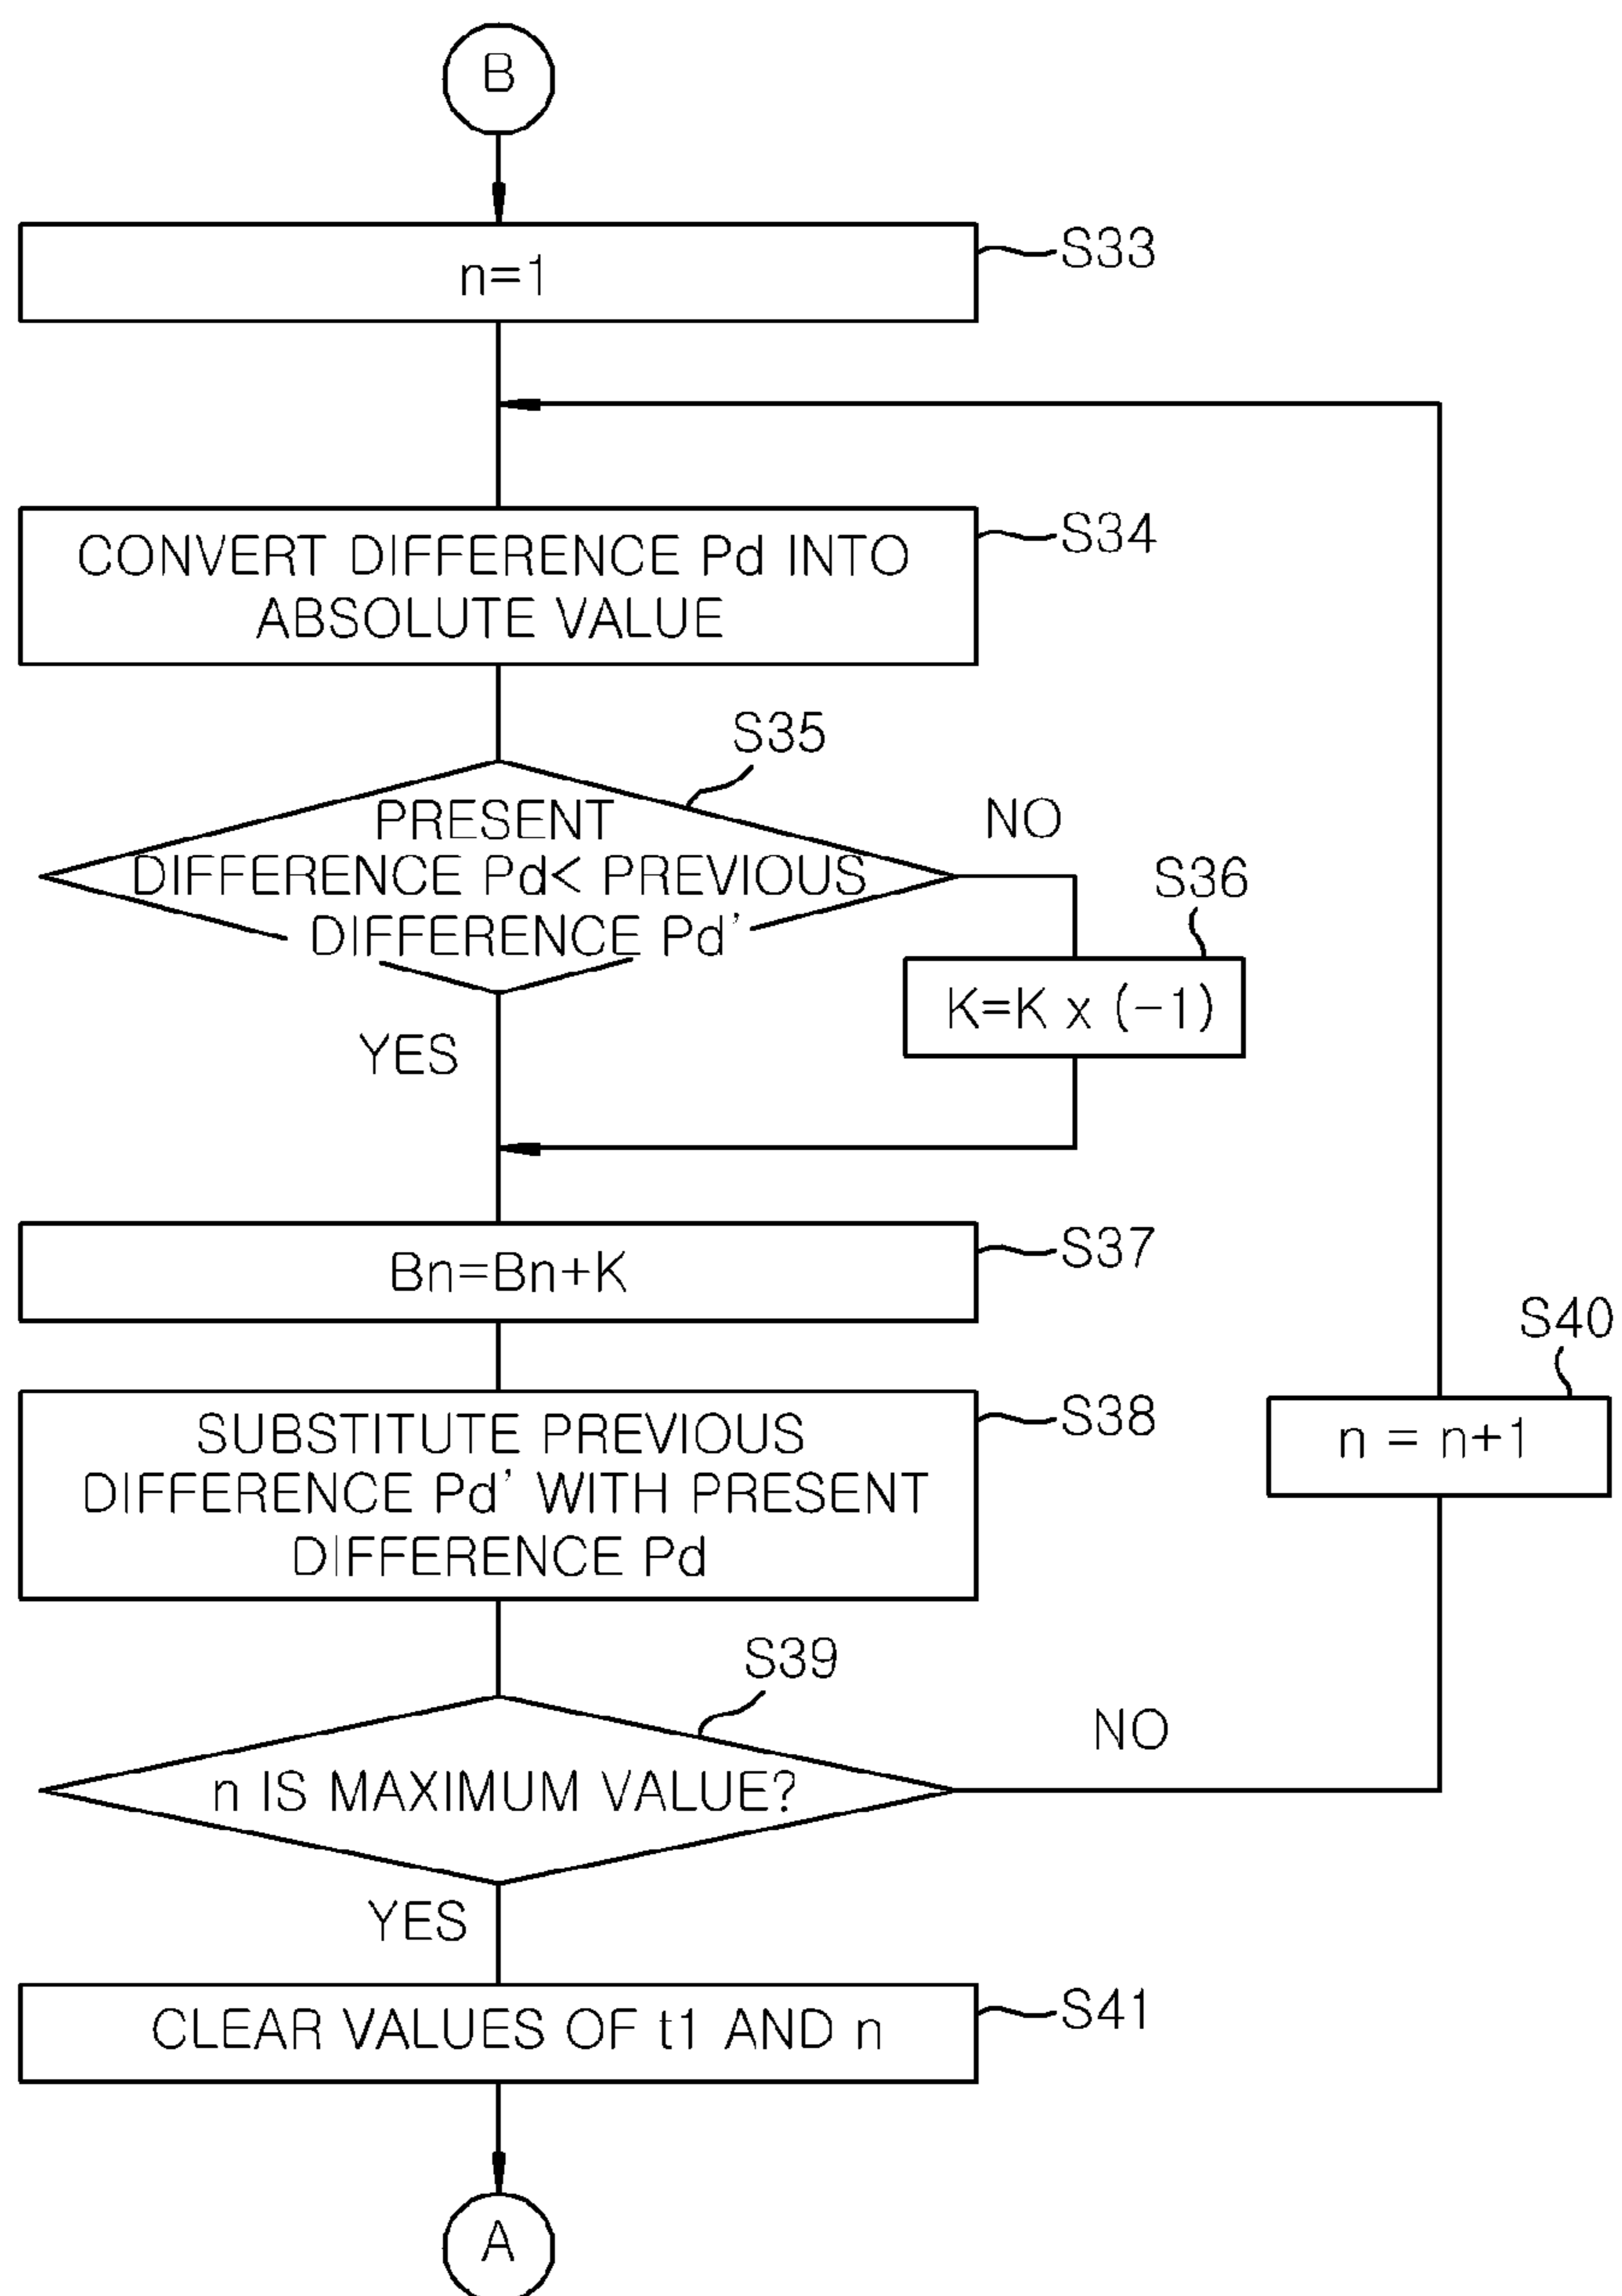 B
n=1
S33
CONVERT DIFFERENCE Pd INTO
ABSOLUTE VALUE
S34
S35
PRESENT
DIFFERENCE Pd< PREVIOUS
DIFFERENCE Pd'
NO
YES
S36
K=K x (-1)
Bn=Bn+K
S37
SUBSTITUTE PREVIOUS
DIFFERENCE Pd' WITH PRESENT
DIFFERENCE Pd
S38
S40
n = n+1
S39
n IS MAXIMUM VALUE?
NO
YES
CLEAR VALUES OF t1 AND n
S41
A